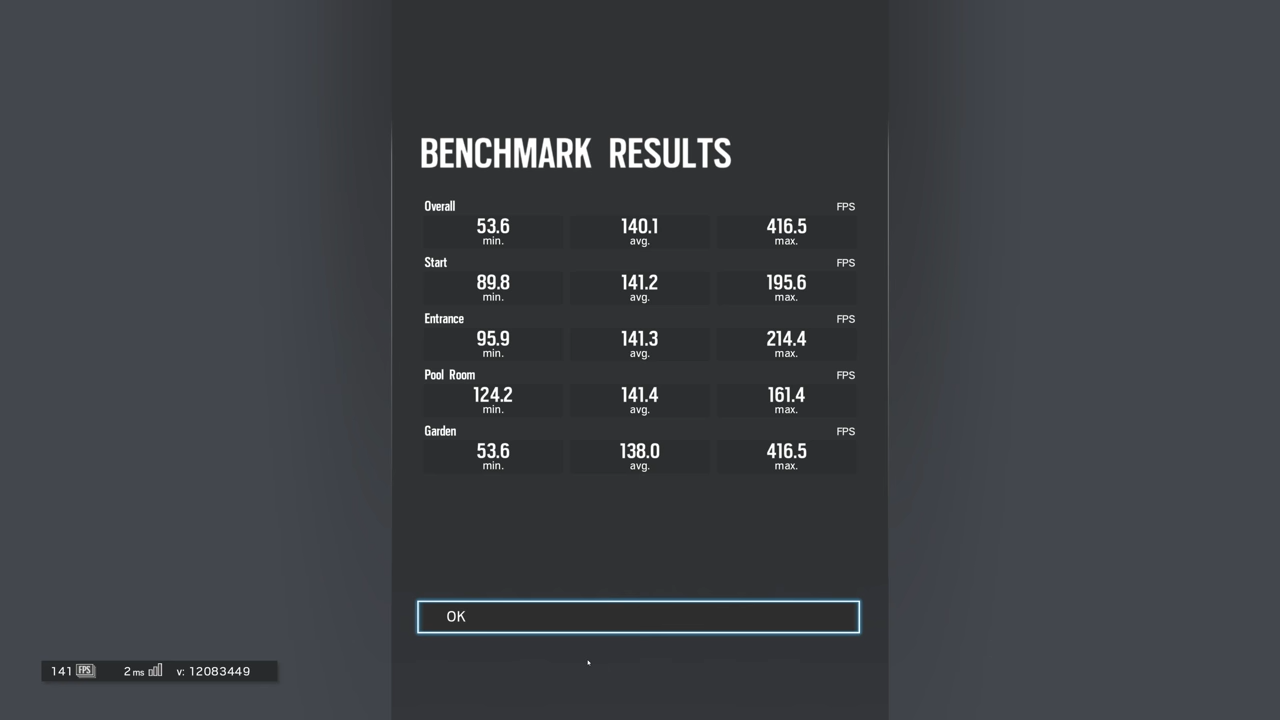 BENCHMARK RESULTS
Overall FPS
53.6 140.1 416.5
min. avg. max.
Start FPS
89.8 141.2 195.6
min. avg. max.
Entrance FPS
95.9 141.3 214.4
min. avg. max.
Pool Room FPS
124.2 141.4 161.4
min. avg. max.
Garden FPS
53.6 138.0 416.5
min. avg. max.
OK
141 FPS 2 ms v: 12083449